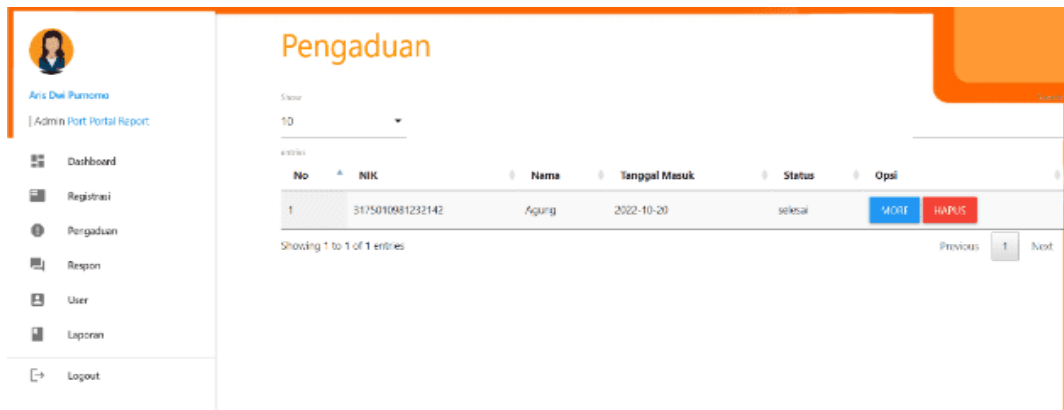 Aris Dwi Purnomo
| Admin Port Portal Report
Dashboard
Registrasi
Pengaduan
Respon
User
Laporan
Logout
Pengaduan
Show
10
entries
No NIK Nama Tanggal Masuk Status Opsi
1 3175010981232142 Agung 2022-10-20 selesai MORE HAPUS
Showing 1 to 1 of 1 entries
Previous 1 Next